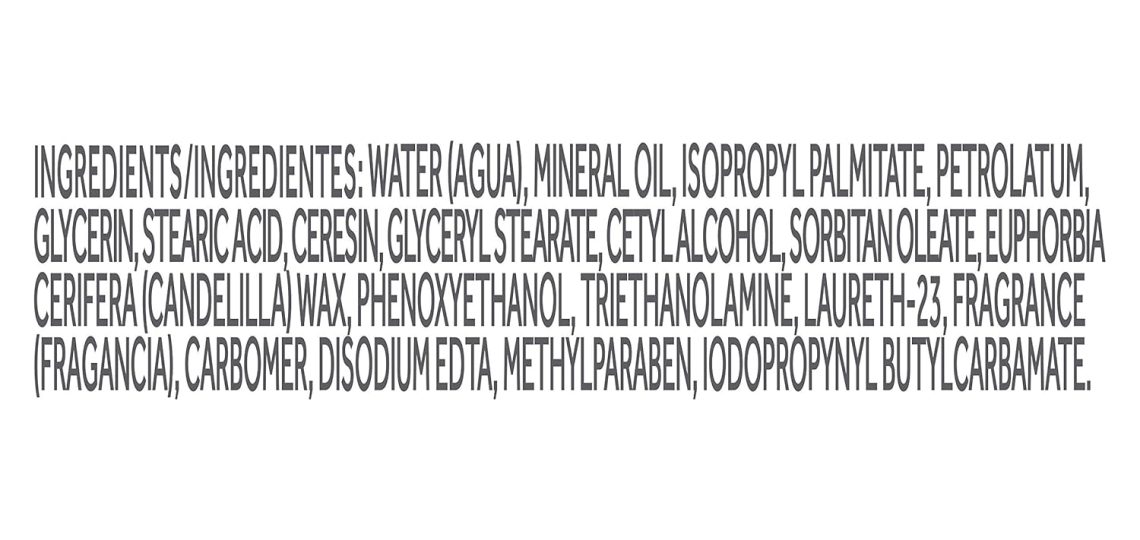 INGREDIENTS/INGREDIENTES: WATER (AGUA), MINERAL OIL, ISOPROPYL PALMITATE, PETROLATUM,
GLYCERIN, STEARIC ACID, CERESIN, GLYCERYL STEARATE, CETYL ALCOHOL, SORBITAN OLEATE, EUPHORBIA
CERIFERA (CANDELILLA) WAX, PHENOXYETHANOL, TRIETHANOLAMINE, LAURETH-23, FRAGRANCE
(FRAGANCIA), CARBOMER, DISODIUM EDTA, METHYLPARABEN, IODOPROPYNYL BUTYLCARBAMATE.